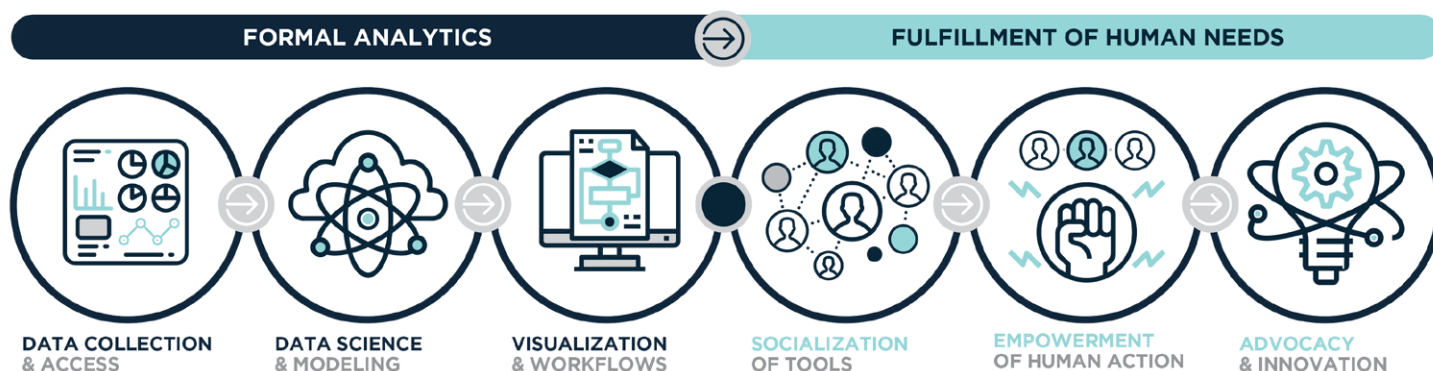 FORMAL ANALYTICS
FULFILLMENT OF HUMAN NEEDS
DATA COLLECTION
& ACCESS
DATA SCIENCE
& MODELING
VISUALIZATION
& WORKFLOWS
SOCIALIZATION
OF TOOLS
EMPOWERMENT
OF HUMAN ACTION
ADVOCACY
& INNOVATION